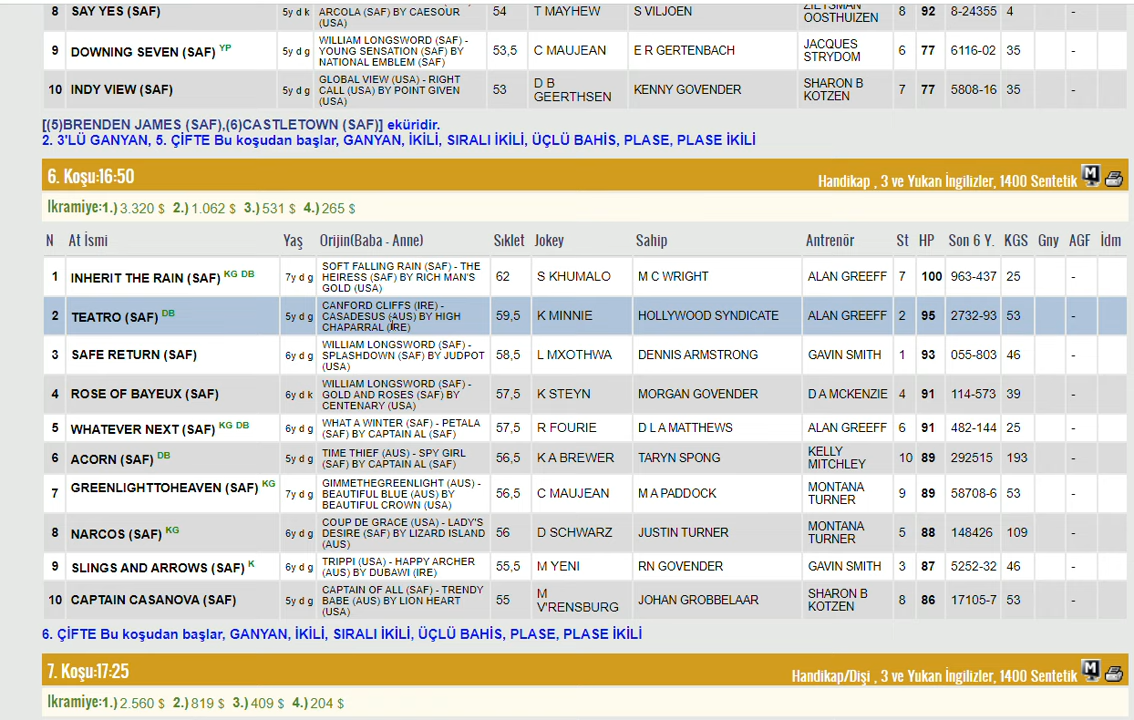 8 SAY YES (SAF) 5y d k ARCOLA (SAF) BY CAESOUR (USA) 54 T MAYHEW S VILJOEN ZIETSMAN OOSTHUIZEN 8 92 8-24355 4 -
9 DOWNING SEVEN (SAF) YP 5y d g WILLIAM LONGSWORD (SAF) - YOUNG SENSATION (SAF) BY NATIONAL EMBLEM (SAF) 53,5 C MAUJEAN E R GERTENBACH JACQUES STRYDOM 6 77 6116-02 35 -
10 INDY VIEW (SAF) 5y d g GLOBAL VIEW (USA) - RIGHT CALL (USA) BY POINT GIVEN (USA) 53 D B GEERTHSEN KENNY GOVENDER SHARON B KOTZEN 7 77 5808-16 35 -
[(5)BRENDEN JAMES (SAF),(6)CASTLETOWN (SAF)] eküridir.
2. 3'LÜ GANYAN, 5. ÇİFTE Bu koşudan başlar, GANYAN, İKİLİ, SIRALI İKİLİ, ÜÇLÜ BAHİS, PLASE, PLASE İKİLİ
6. Koşu:16:50 Handikap , 3 ve Yukarı İngilizler, 1400 Sentetik
İkramiye:1.) 3.320 $ 2.) 1.062 $ 3.) 531 $ 4.) 265 $
N At İsmi Yaş Orijin(Baba - Anne) Sıklet Jokey Sahip Antrenör St HP Son 6 Y. KGS Gny AGF İdm
1 INHERIT THE RAIN (SAF) KG DB 7y d g SOFT FALLING RAIN (SAF) - THE HEIRESS (SAF) BY RICH MAN'S GOLD (USA) 62 S KHUMALO M C WRIGHT ALAN GREEFF 7 100 963-437 25 -
2 TEATRO (SAF) DB 5y d g CANFORD CLIFFS (IRE) - CASADESUS (AUS) BY HIGH CHAPARRAL (IRE) 59,5 K MINNIE HOLLYWOOD SYNDICATE ALAN GREEFF 2 95 2732-93 53 -
3 SAFE RETURN (SAF) 6y d g WILLIAM LONGSWORD (SAF) - SPLASHDOWN (SAF) BY JUDPOT (USA) 58,5 L MXOTHWA DENNIS ARMSTRONG GAVIN SMITH 1 93 055-803 46 -
4 ROSE OF BAYEUX (SAF) 6y d k WILLIAM LONGSWORD (SAF) - GOLD AND ROSES (SAF) BY CENTENARY (USA) 57,5 K STEYN MORGAN GOVENDER D A MCKENZIE 4 91 114-573 39 -
5 WHATEVER NEXT (SAF) KG DB 6y d g WHAT A WINTER (SAF) - PETALA (SAF) BY CAPTAIN AL (SAF) 57,5 R FOURIE D L A MATTHEWS ALAN GREEFF 6 91 482-144 25 -
6 ACORN (SAF) DB 5y d g TIME THIEF (AUS) - SPY GIRL (SAF) BY CAPTAIN AL (SAF) 56,5 K A BREWER TARYN SPONG KELLY MITCHLEY 10 89 292515 193 -
7 GREENLIGHTTOHEAVEN (SAF) KG 7y d g GIMMETHEGREENLIGHT (AUS) - BEAUTIFUL BLUE (AUS) BY BEAUTIFUL CROWN (USA) 56,5 C MAUJEAN M A PADDOCK MONTANA TURNER 9 89 58708-6 53 -
8 NARCOS (SAF) KG 6y d g COUP DE GRACE (USA) - LADY'S DESIRE (SAF) BY LIZARD ISLAND (AUS) 56 D SCHWARZ JUSTIN TURNER MONTANA TURNER 5 88 148426 109 -
9 SLINGS AND ARROWS (SAF) K 6y d g TRIPPI (USA) - HAPPY ARCHER (AUS) BY DUBAWI (IRE) 55,5 M YENI RN GOVENDER GAVIN SMITH 3 87 5252-32 46 -
10 CAPTAIN CASANOVA (SAF) 5y d g CAPTAIN OF ALL (SAF) - TRENDY BABE (AUS) BY LION HEART (USA) 55 M V'RENSBURG JOHAN GROBBELAAR SHARON B KOTZEN 8 86 17105-7 53 -
6. ÇİFTE Bu koşudan başlar, GANYAN, İKİLİ, SIRALI İKİLİ, ÜÇLÜ BAHİS, PLASE, PLASE İKİLİ
7. Koşu:17:25 Handikap/Dişi , 3 ve Yukarı İngilizler, 1400 Sentetik
İkramiye:1.) 2.560 $ 2.) 819 $ 3.) 409 $ 4.) 204 $